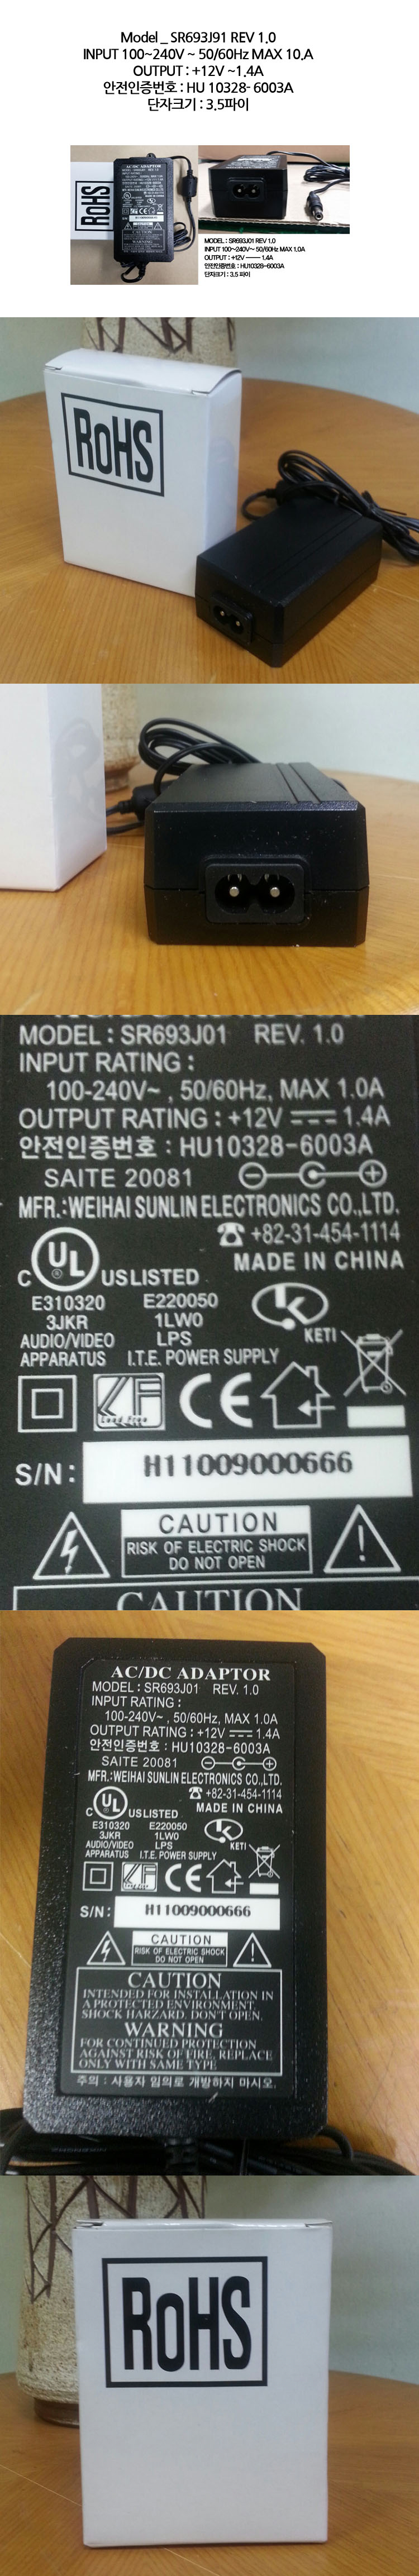 Model _ SR693J91 REV 1.0
INPUT 100~240V ~ 50/60Hz MAX 10.A
OUTPUT : +12V ~1.4A
안전인증번호 : HU 10328- 6003A
단자크기 : 3.5파이
RoHS
AC/DC ADAPTOR
MODEL : SR693J01 REV 1.0
INPUT 100~240V~ 50/60Hz MAX 1.0A
OUTPUT : +12V ⎓ 1.4A
안전인증번호 : HU10328-6003A
단자크기 : 3.5 파이
RoHS
MODEL : SR693J01 REV. 1.0
INPUT RATING :
100-240V~ , 50/60Hz, MAX 1.0A
OUTPUT RATING : +12V ⎓ 1.4A
안전인증번호 : HU10328-6003A
SAITE 20081
MFR.:WEIHAI SUNLIN ELECTRONICS CO.,LTD.
☎ +82-31-454-1114
MADE IN CHINA
C UL ® US LISTED
E310320 E220050
3JKR 1LW0
AUDIO/VIDEO LPS
APPARATUS I.T.E. POWER SUPPLY
KETI
CE
S/N : H11009000666
CAUTION
RISK OF ELECTRIC SHOCK
DO NOT OPEN
CAUTION
AC/DC ADAPTOR
MODEL : SR693J01 REV. 1.0
INPUT RATING :
100-240V~ , 50/60Hz, MAX 1.0A
OUTPUT RATING : +12V ⎓ 1.4A
안전인증번호 : HU10328-6003A
SAITE 20081
MFR.:WEIHAI SUNLIN ELECTRONICS CO.,LTD.
☎ +82-31-454-1114
MADE IN CHINA
C UL US LISTED
E310320 E220050
3JKR 1LW0
AUDIO/VIDEO LPS
APPARATUS I.T.E. POWER SUPPLY
KETI
CE
S/N : H11009000666
CAUTION
RISK OF ELECTRIC SHOCK
DO NOT OPEN
CAUTION
INTENDED FOR INSTALLATION IN
A PROTECTED ENVIRONMENT.
SHOCK HARZARD. DON'T OPEN.
WARNING
FOR CONTINUED PROTECTION
AGAINST RISK OF FIRE, REPLACE
ONLY WITH SAME TYPE
주의 : 사용자 임의로 개방하지 마시오.
RoHS